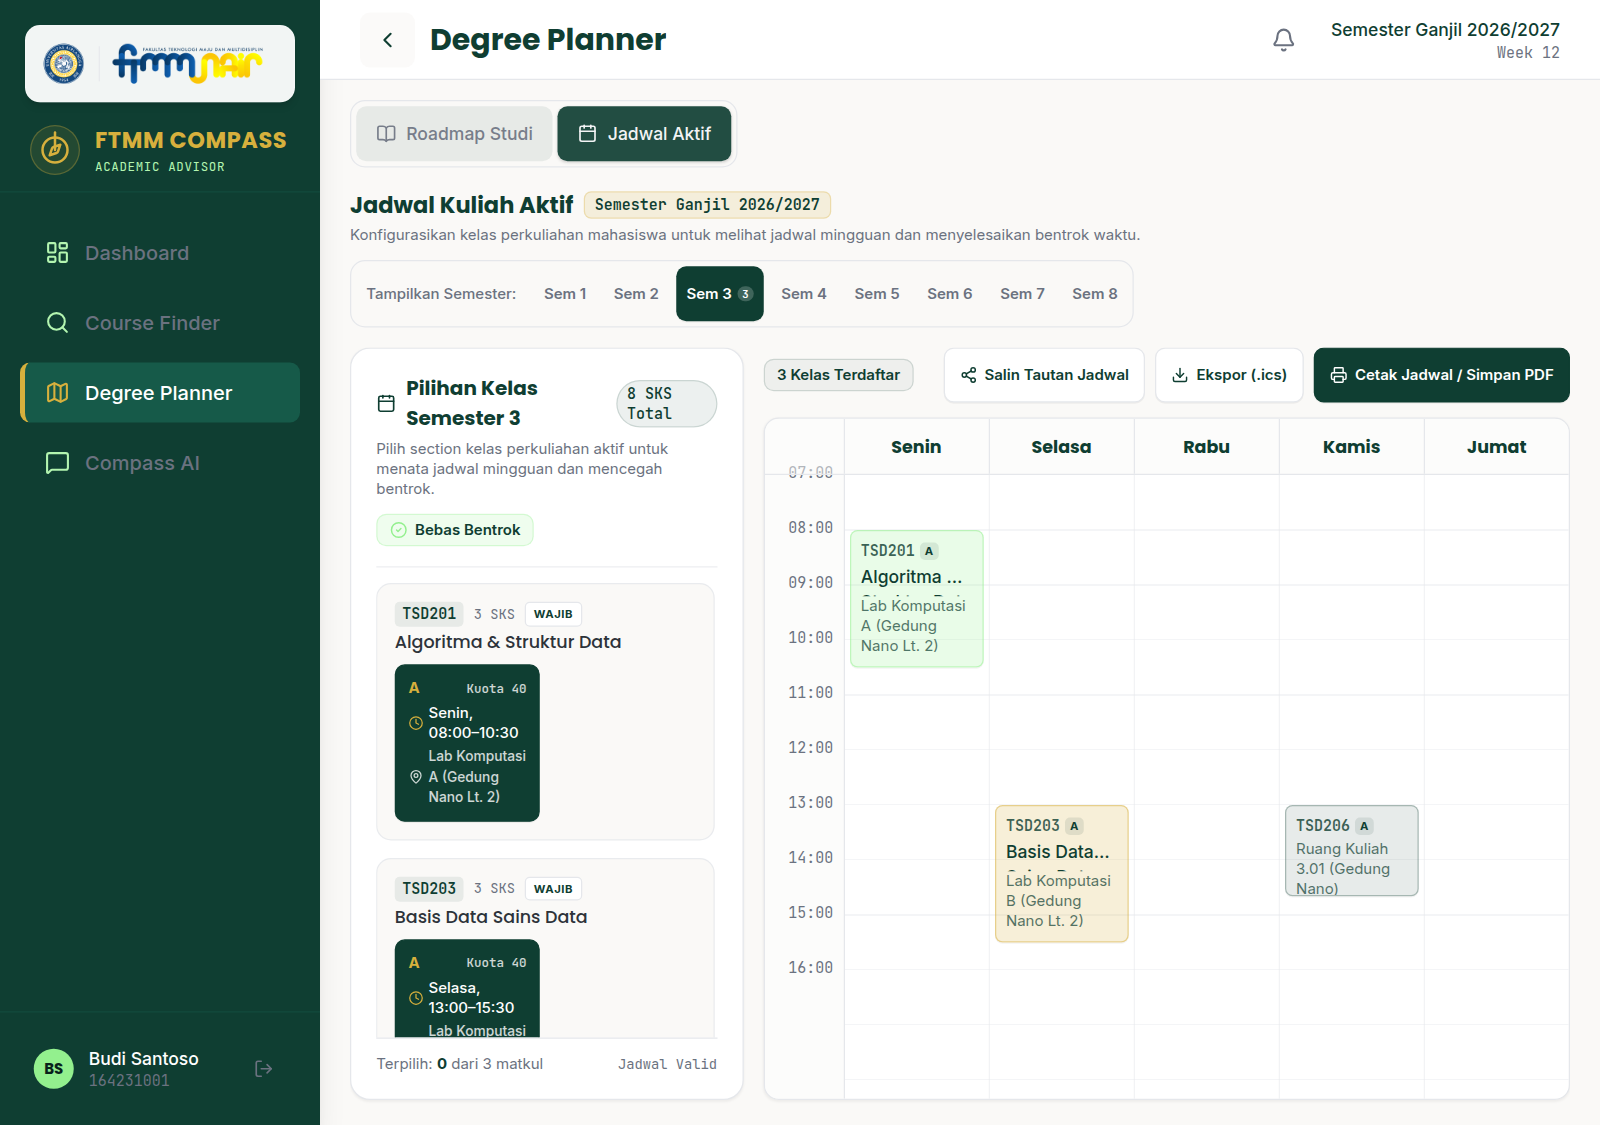 FAKULTAS TEKNOLOGI MAJU DAN MULTIDISIPLIN
ftmm unair
FTMM COMPASS
ACADEMIC ADVISOR
Dashboard
Course Finder
Degree Planner
Compass AI
Budi Santoso
164231001
BS
Degree Planner
Semester Ganjil 2026/2027
Week 12
Roadmap Studi
Jadwal Aktif
Jadwal Kuliah Aktif
Semester Ganjil 2026/2027
Konfigurasikan kelas perkuliahan mahasiswa untuk melihat jadwal mingguan dan menyelesaikan bentrok waktu.
Tampilkan Semester: Sem 1 Sem 2 Sem 3 3 Sem 4 Sem 5 Sem 6 Sem 7 Sem 8
Pilihan Kelas
Semester 3
8 SKS
Total
Pilih section kelas perkuliahan aktif untuk
menata jadwal mingguan dan mencegah
bentrok.
Bebas Bentrok
TSD201 3 SKS WAJIB
Algoritma & Struktur Data
A Kuota 40
Senin,
08:00–10:30
Lab Komputasi
A (Gedung
Nano Lt. 2)
TSD203 3 SKS WAJIB
Basis Data Sains Data
A Kuota 40
Selasa,
13:00–15:30
Lab Komputasi
Terpilih: 0 dari 3 matkul
Jadwal Valid
3 Kelas Terdaftar
Salin Tautan Jadwal
Ekspor (.ics)
Cetak Jadwal / Simpan PDF
Senin Selasa Rabu Kamis Jumat
07:00
08:00
09:00
10:00
11:00
12:00
13:00
14:00
15:00
16:00
TSD201 A
Algoritma ...
Lab Komputasi
A (Gedung
Nano Lt. 2)
TSD203 A
Basis Data...
Lab Komputasi
B (Gedung
Nano Lt. 2)
TSD206 A
Ruang Kuliah
3.01 (Gedung
Nano)